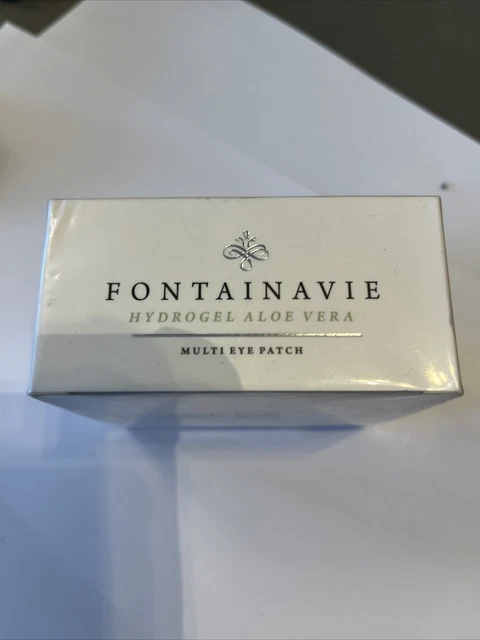 FONTAINAVIE
HYDROGEL ALOE VERA
MULTI EYE PATCH